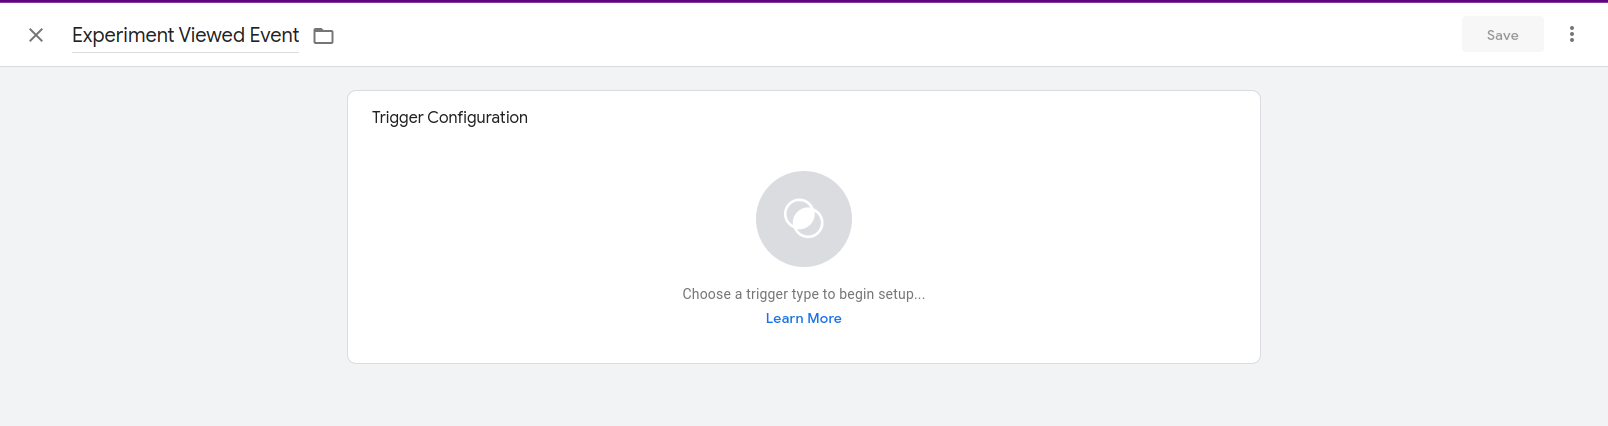 Experiment Viewed Event
Save
Trigger Configuration
Choose a trigger type to begin setup...
Learn More